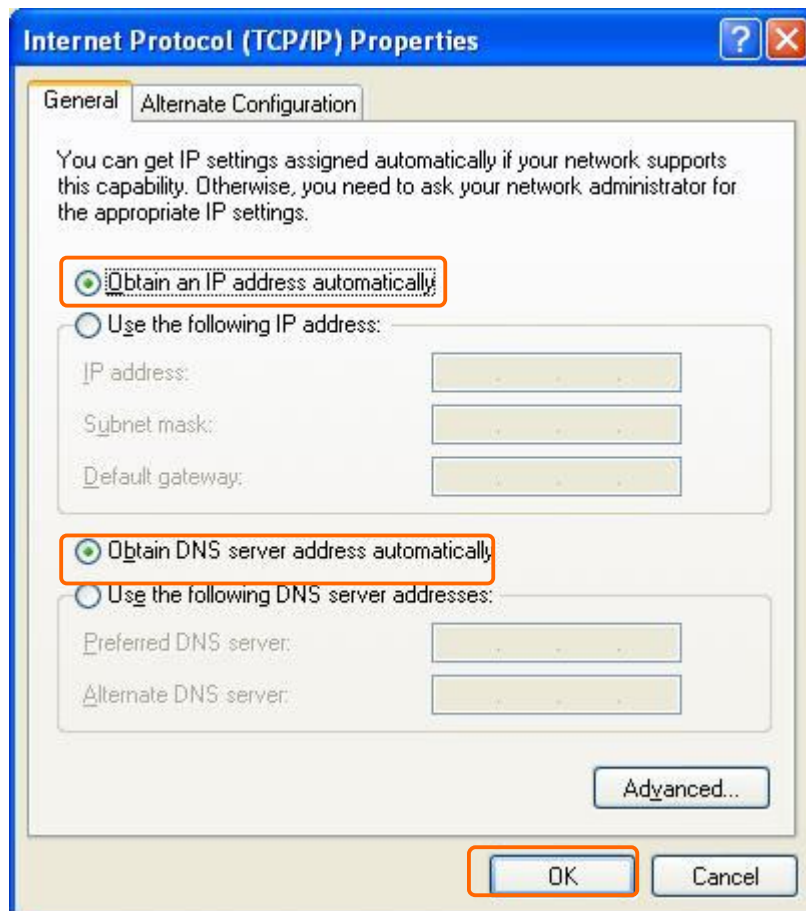 Internet Protocol (TCP/IP) Properties
General
Alternate Configuration
You can get IP settings assigned automatically if your network supports
this capability. Otherwise, you need to ask your network administrator for
the appropriate IP settings.
Obtain an IP address automatically
Use the following IP address:
IP address:
Subnet mask:
Default gateway:
Obtain DNS server address automatically
Use the following DNS server addresses:
Preferred DNS server:
Alternate DNS server:
Advanced...
OK
Cancel